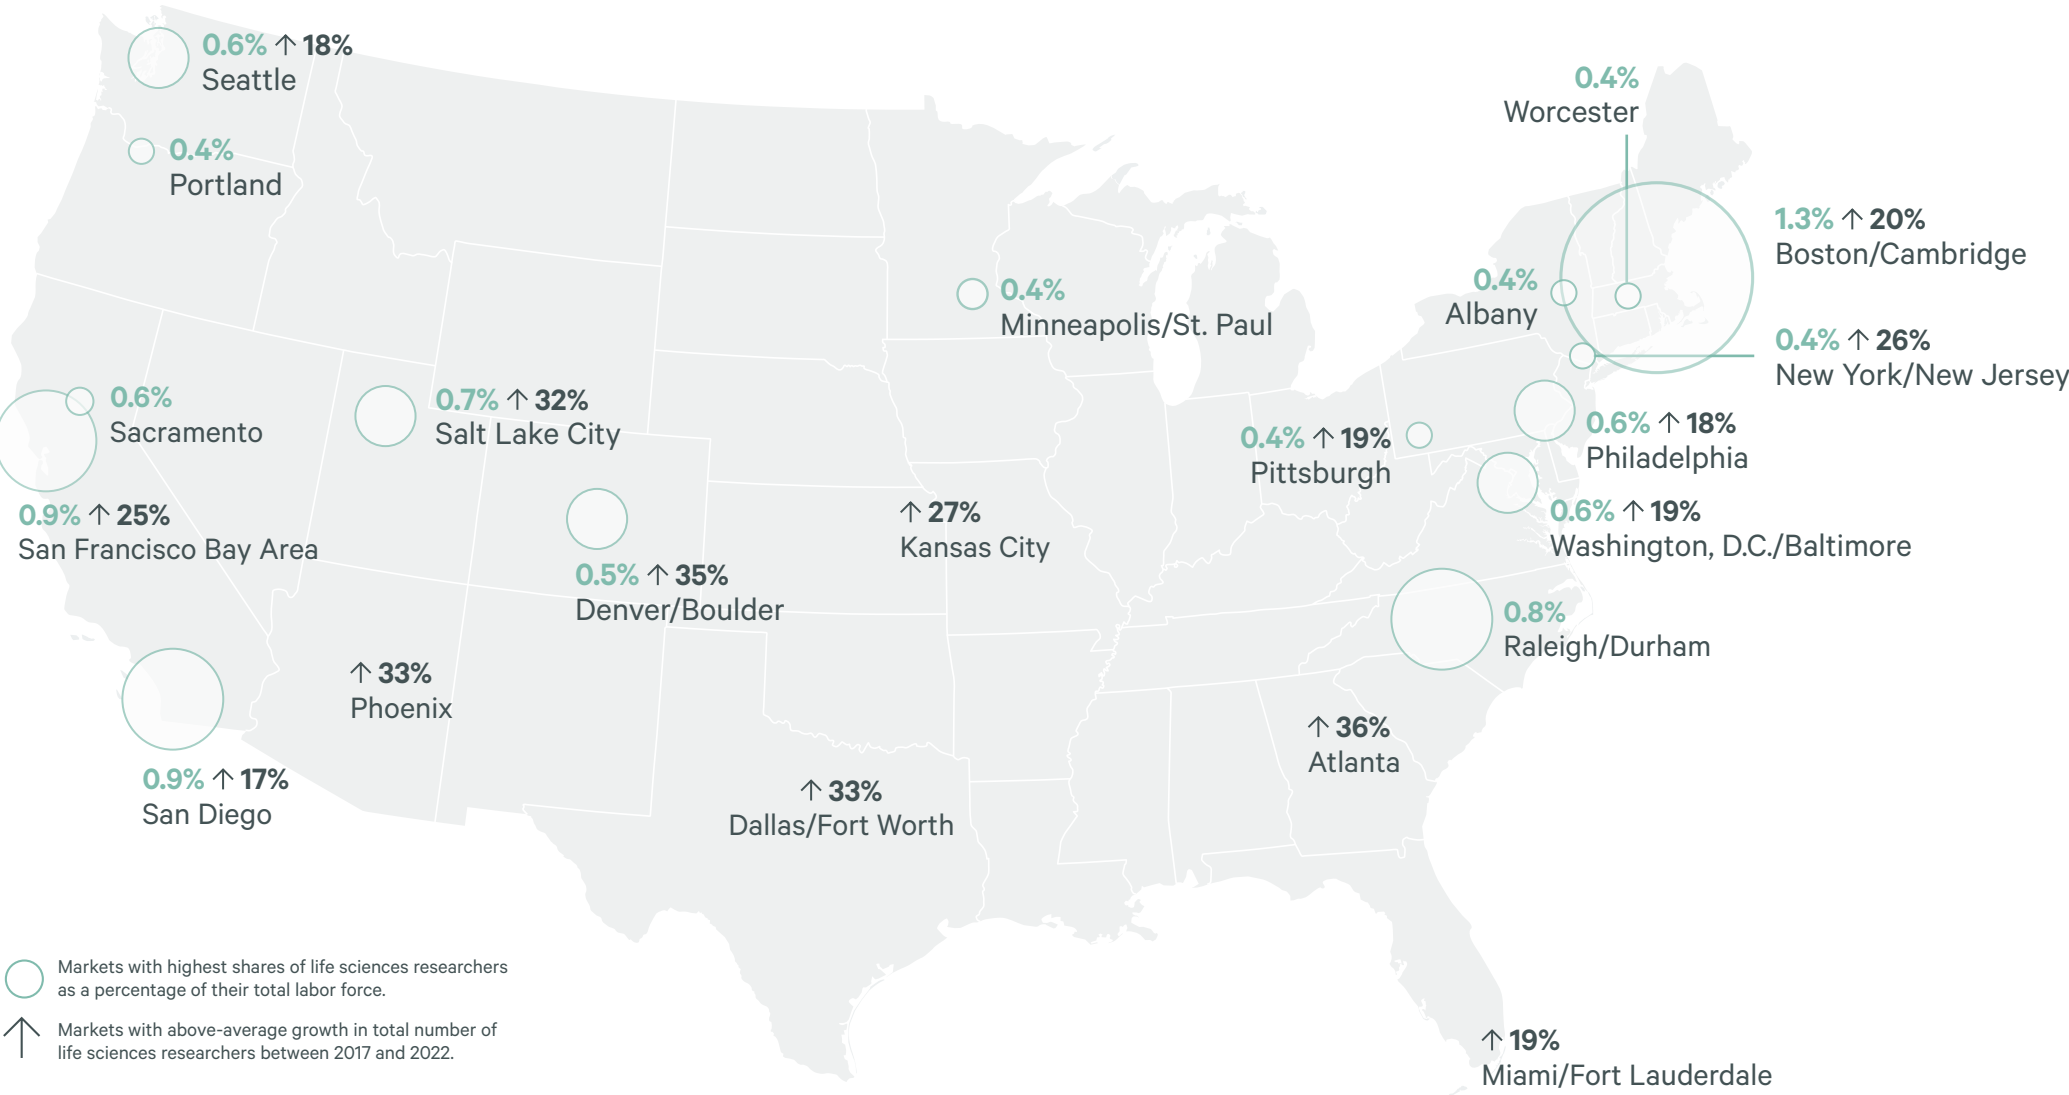 0.6% ↑ 18%
Seattle
0.4%
Portland
0.4%
Worcester
1.3% ↑ 20%
Boston/Cambridge
0.4%
Albany
0.4%
Minneapolis/St. Paul
0.4% ↑ 26%
New York/New Jersey
0.6%
Sacramento
0.7% ↑ 32%
Salt Lake City
0.4% ↑ 19%
Pittsburgh
0.6% ↑ 18%
Philadelphia
0.9% ↑ 25%
San Francisco Bay Area
↑ 27%
Kansas City
0.6% ↑ 19%
Washington, D.C./Baltimore
0.5% ↑ 35%
Denver/Boulder
0.8%
Raleigh/Durham
↑ 33%
Phoenix
↑ 36%
Atlanta
0.9% ↑ 17%
San Diego
↑ 33%
Dallas/Fort Worth
Markets with highest shares of life sciences researchers
as a percentage of their total labor force.
Markets with above-average growth in total number of
life sciences researchers between 2017 and 2022.
↑ 19%
Miami/Fort Lauderdale